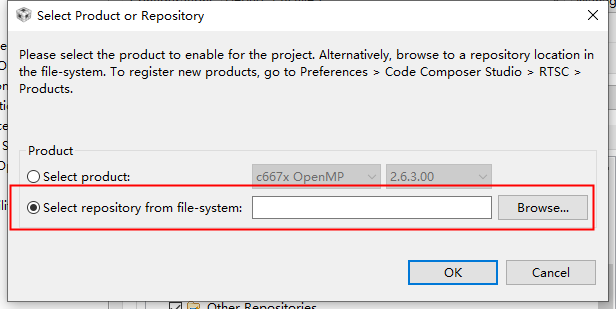 Select Product or Repository
Please select the product to enable for the project. Alternatively, browse to a repository location in
the file-system. To register new products, go to Preferences > Code Composer Studio > RTSC >
Products.
Product
Select product: c667x OpenMP 2.6.3.00
Select repository from file-system: Browse...
OK Cancel
Other Repositories